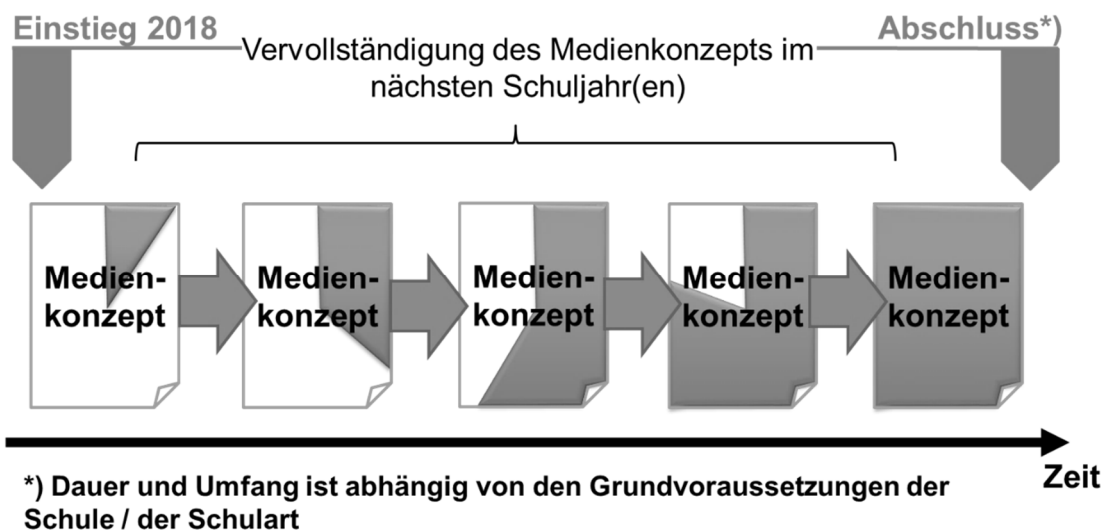 Einstieg 2018
Abschluss*)
Vervollständigung des Medienkonzepts im
nächsten Schuljahr(en)
Medien-
konzept
Medien-
konzept
Medien-
konzept
Medien-
konzept
Medien-
konzept
Zeit
*) Dauer und Umfang ist abhängig von den Grundvoraussetzungen der
Schule / der Schulart